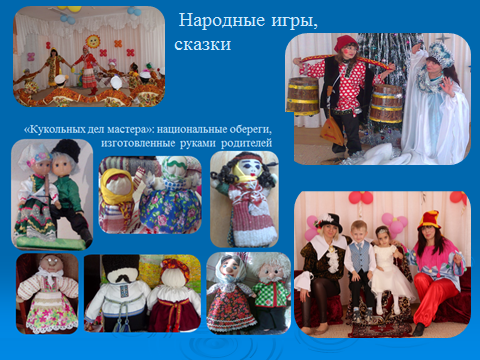 Народные игры,
сказки
«Кукольных дел мастера»: национальные обереги,
изготовленные руками родителей